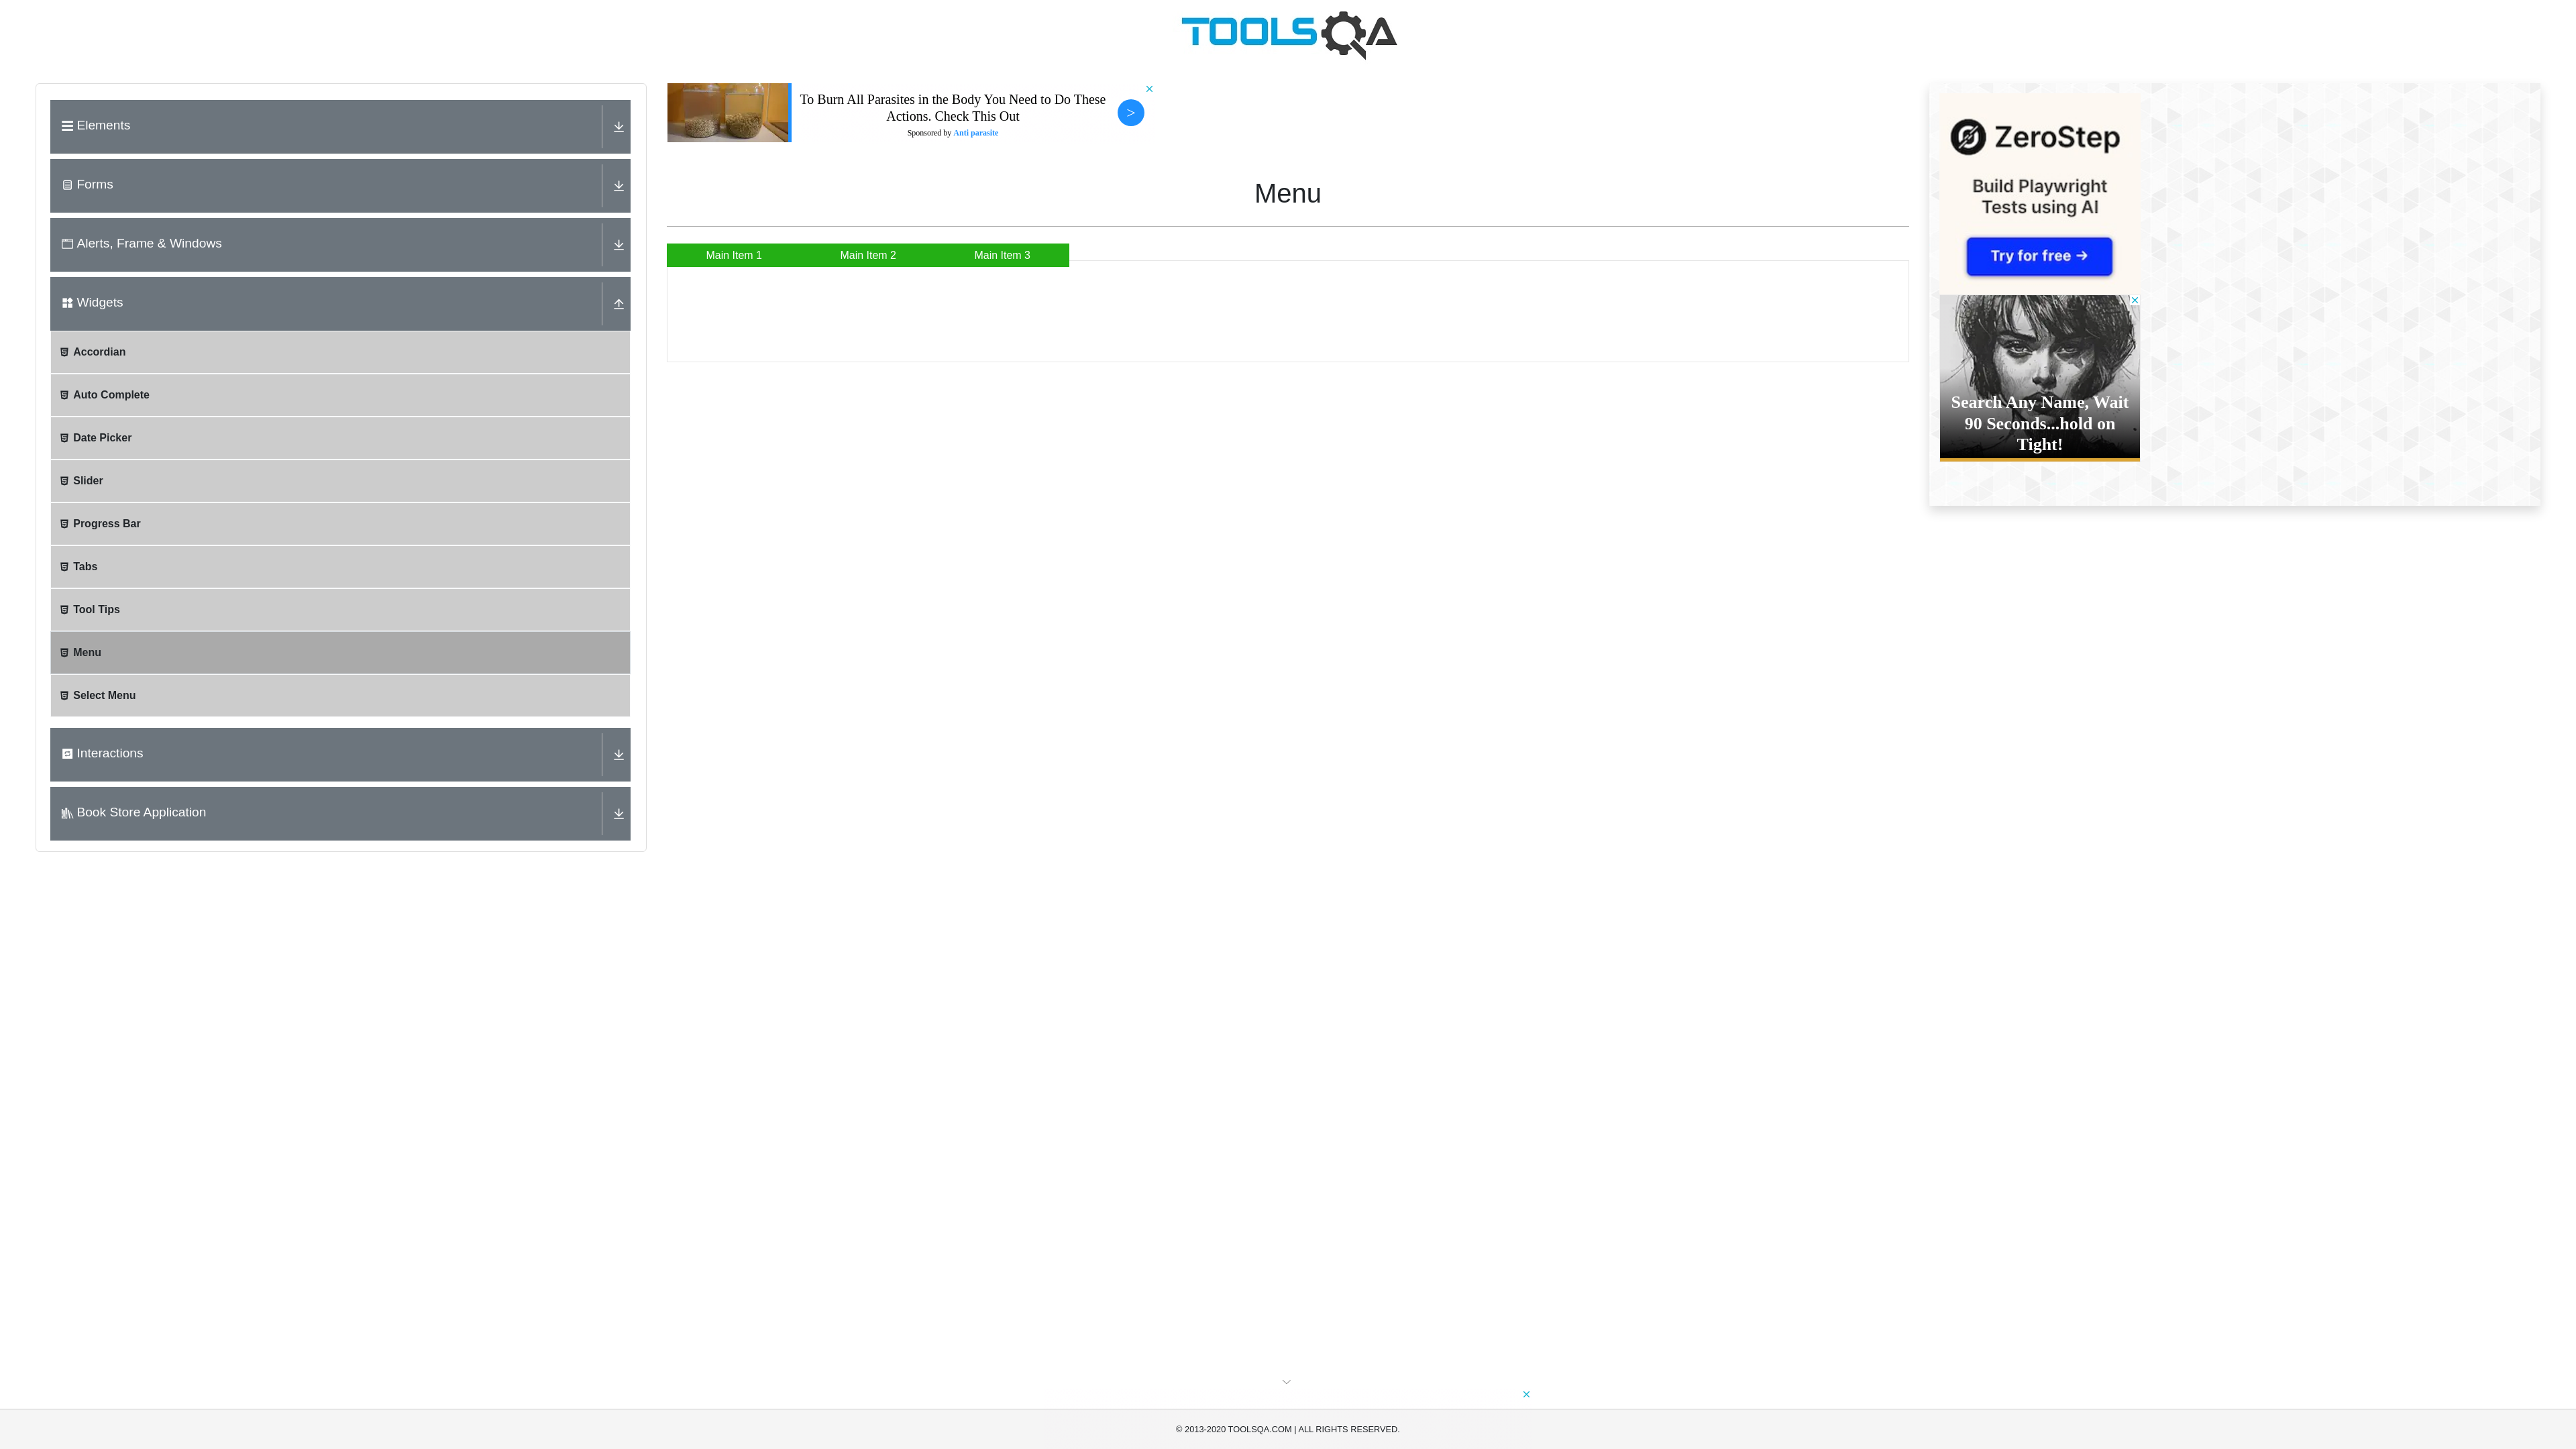 TOOLSQA
Elements
Forms
Alerts, Frame & Windows
Widgets
Accordian
Auto Complete
Date Picker
Slider
Progress Bar
Tabs
Tool Tips
Menu
Select Menu
Interactions
Book Store Application
To Burn All Parasites in the Body You Need to Do These
Actions. Check This Out
Sponsored by Anti parasite
>
Menu
Main Item 1 Main Item 2 Main Item 3
ZeroStep
Build Playwright
Tests using AI
Try for free →
Search Any Name, Wait
90 Seconds...hold on
Tight!
© 2013-2020 TOOLSQA.COM | ALL RIGHTS RESERVED.